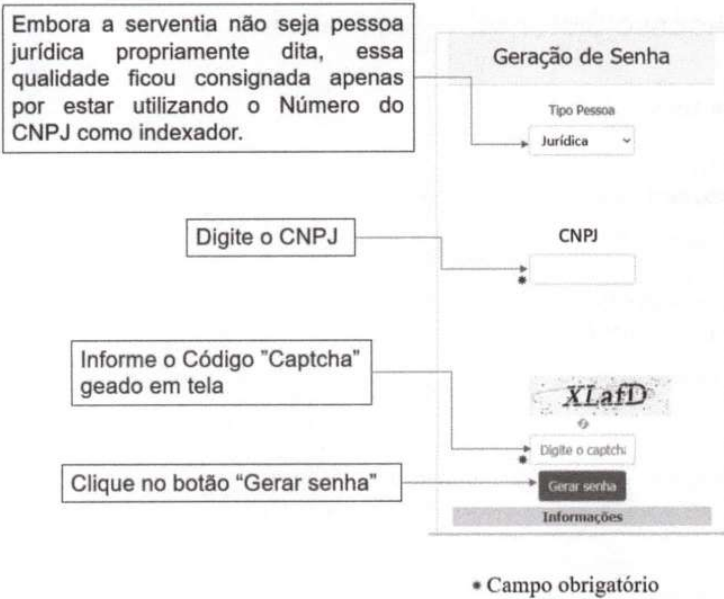 Embora a serventia não seja pessoa
jurídica propriamente dita, essa
qualidade ficou consignada apenas
por estar utilizando o Número do
CNPJ como indexador.
Geração de Senha
Tipo Pessoa
Jurídica
Digite o CNPJ
CNPJ
*
Informe o Código "Captcha"
geado em tela
XLafD
Digite o captch
*
Clique no botão “Gerar senha”
Gerar senha
Informações
* Campo obrigatório